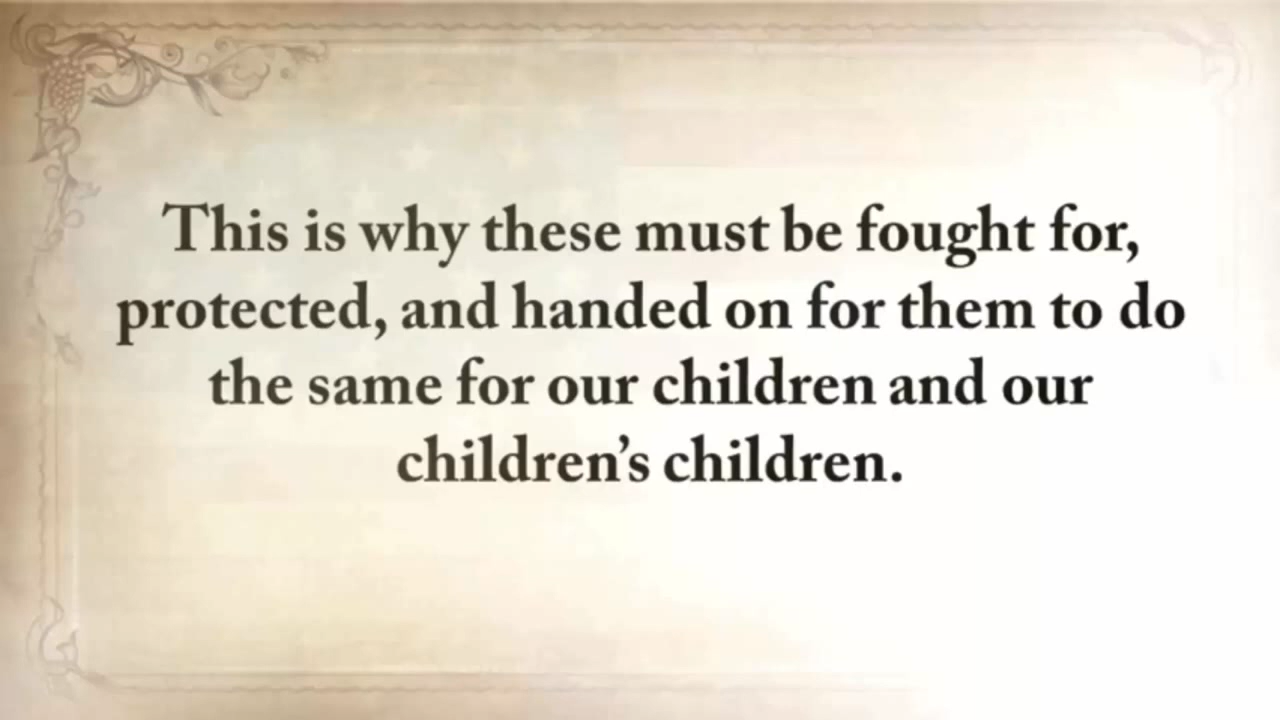 This is why these must be fought for,
protected, and handed on for them to do
the same for our children and our
children’s children.